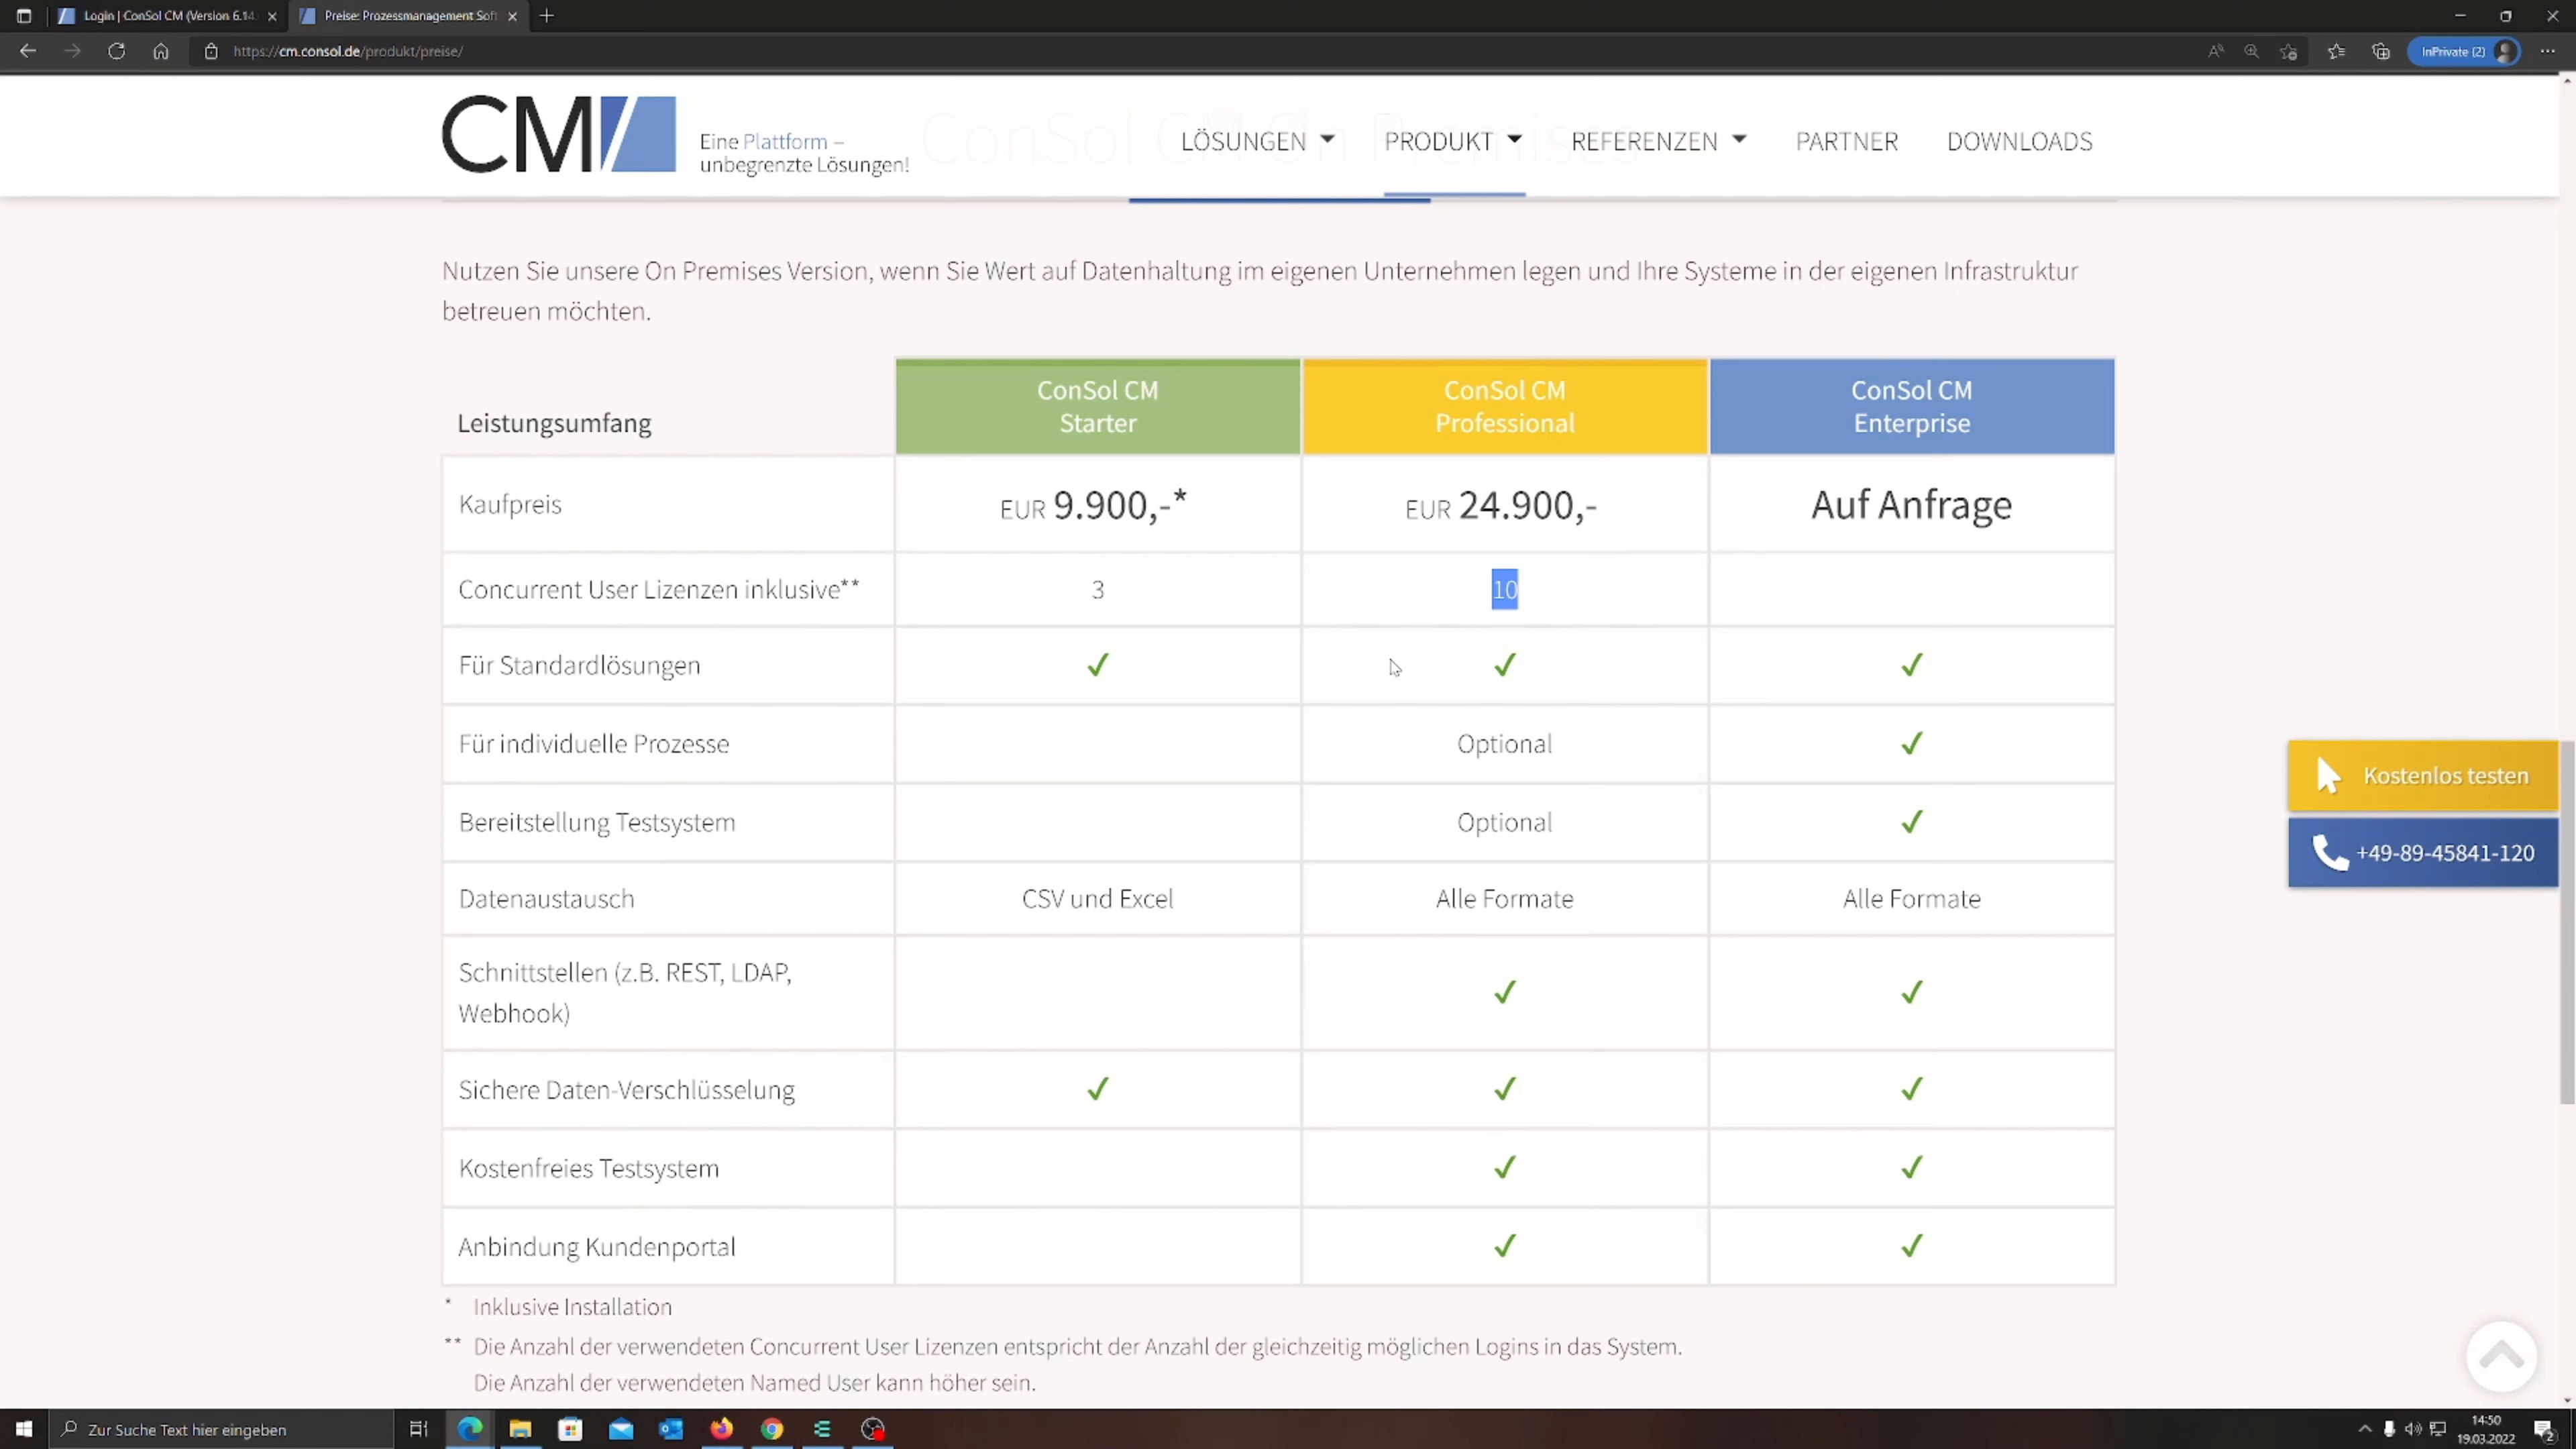 Login | ConSol CM (Version 6.14.
Preise: Prozessmanagement Soft
https://cm.consol.de/produkt/preise/
InPrivate (2)
CM
Eine Plattform –
unbegrenzte Lösungen!
ConSol CM On Premises
LÖSUNGEN
PRODUKT
REFERENZEN
PARTNER
DOWNLOADS
Nutzen Sie unsere On Premises Version, wenn Sie Wert auf Datenhaltung im eigenen Unternehmen legen und Ihre Systeme in der eigenen Infrastruktur
betreuen möchten.
Leistungsumfang
ConSol CM
Starter
ConSol CM
Professional
ConSol CM
Enterprise
Kaufpreis
EUR 9.900,-*
EUR 24.900,-
Auf Anfrage
Concurrent User Lizenzen inklusive**
3
10
Für Standardlösungen
✓
✓
✓
Für individuelle Prozesse
Optional
✓
Bereitstellung Testsystem
Optional
✓
Datenaustausch
CSV und Excel
Alle Formate
Alle Formate
Schnittstellen (z.B. REST, LDAP,
Webhook)
✓
✓
Sichere Daten-Verschlüsselung
✓
✓
✓
Kostenfreies Testsystem
✓
✓
Anbindung Kundenportal
✓
✓
Kostenlos testen
+49-89-45841-120
* Inklusive Installation
** Die Anzahl der verwendeten Concurrent User Lizenzen entspricht der Anzahl der gleichzeitig möglichen Logins in das System.
Die Anzahl der verwendeten Named User kann höher sein.
Zur Suche Text hier eingeben
14:50
19.03.2022
2